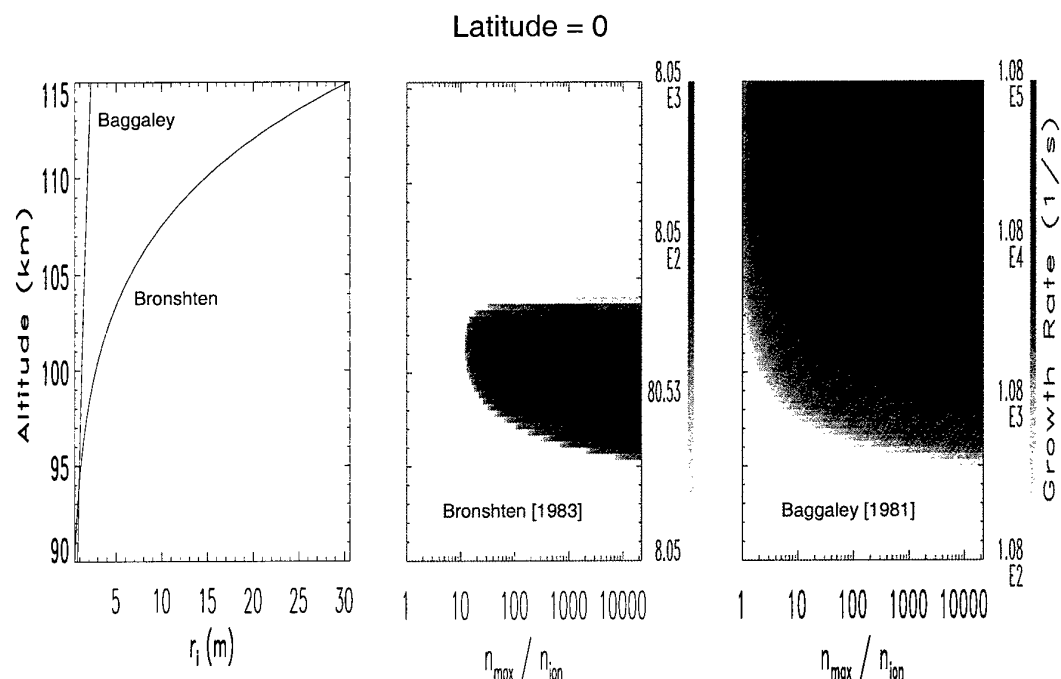 Latitude = 0
Altitude (km)
115
110
105
100
95
90
Baggaley
Bronshten
5 10 15 20 25 30
r_i (m)
Bronshten [1983]
1 10 100 1000 10000
n_max / n_ion
8.05
E3
8.05
E2
80.53
8.05
Baggaley [1981]
1 10 100 1000 10000
n_max / n_ion
1.08
E5
1.08
E4
1.08
E3
1.08
E2
Growth Rate (1/s)